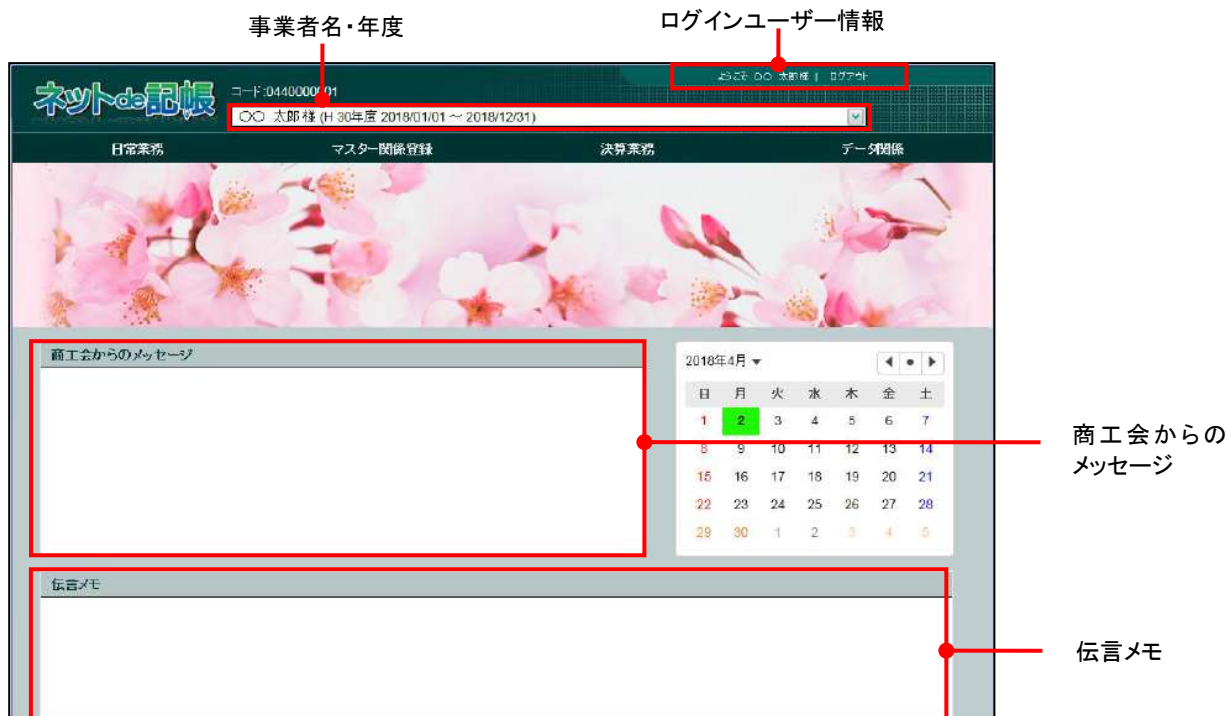 事業者名・年度
ログインユーザー情報
ようこそ 〇〇 太郎様 | ログアウト
ネットde記帳
コード:0440000001
〇〇 太郎 様 (H 30年度 2018/01/01 ~ 2018/12/31)
日常業務 マスター関係登録 決算業務 データ関係
商工会からのメッセージ
2018年4月
日 月 火 水 木 金 土
1 2 3 4 5 6 7
8 9 10 11 12 13 14
15 16 17 18 19 20 21
22 23 24 25 26 27 28
29 30 1 2 3 4 5
商工会からの
メッセージ
伝言メモ
伝言メモ